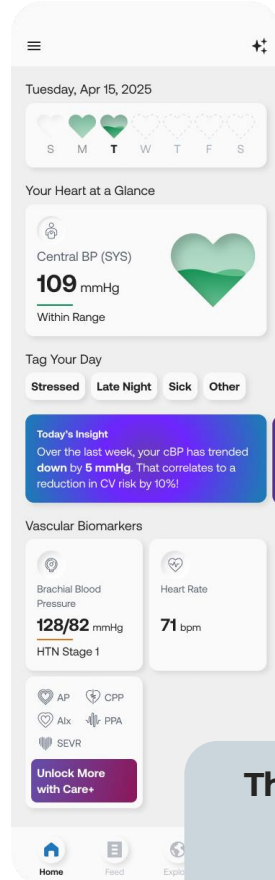 Tuesday, Apr 15, 2025
S M T W T F S
Your Heart at a Glance
Central BP (SYS)
109 mmHg
Within Range
Tag Your Day
Stressed Late Night Sick Other
Today's Insight
Over the last week, your cBP has trended
down by 5 mmHg. That correlates to a
reduction in CV risk by 10%!
Vascular Biomarkers
Brachial Blood
Pressure
128/82 mmHg
HTN Stage 1
Heart Rate
71 bpm
AP CPP
AIx PPA
SEVR
Unlock More
with Care+
Home Feed